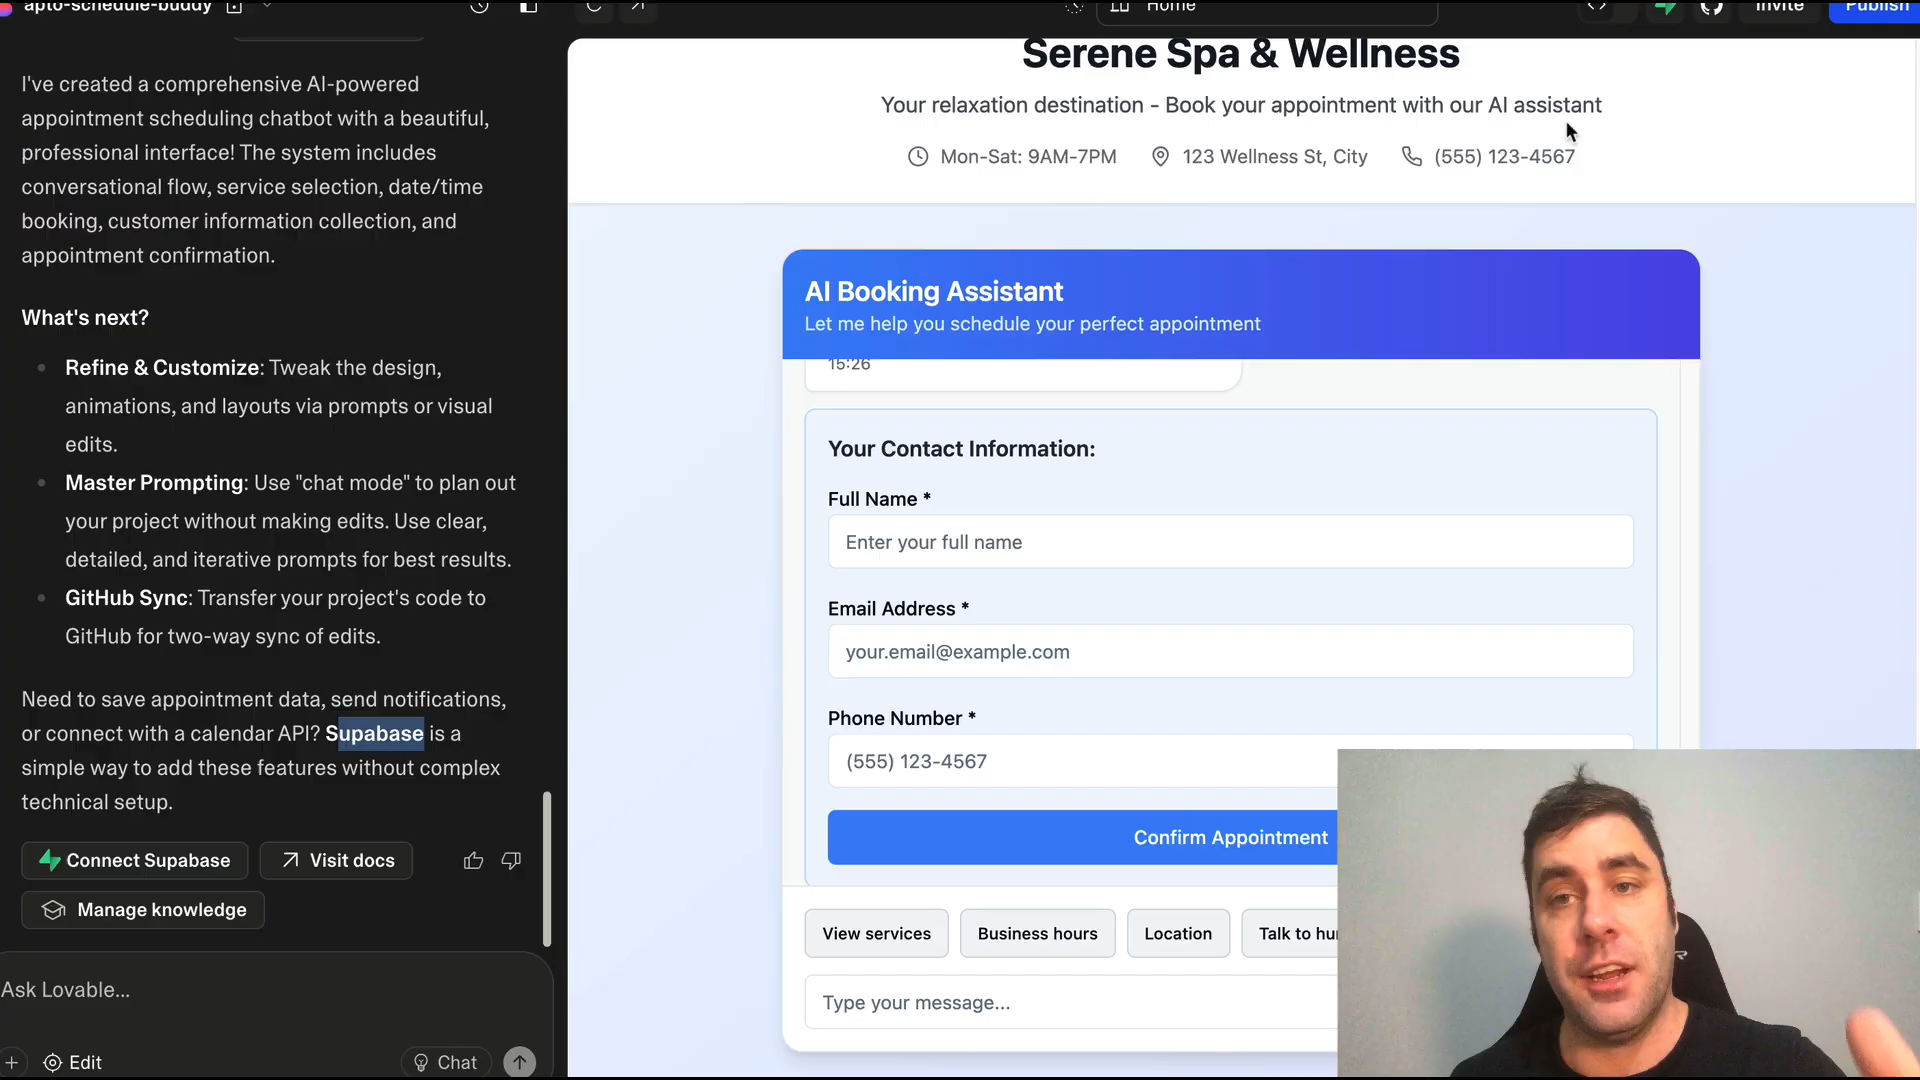 apto-schedule-buddy
Home
Invite
Publish
I've created a comprehensive AI-powered
appointment scheduling chatbot with a beautiful,
professional interface! The system includes
conversational flow, service selection, date/time
booking, customer information collection, and
appointment confirmation.
What's next?
Refine & Customize: Tweak the design,
animations, and layouts via prompts or visual
edits.
Master Prompting: Use "chat mode" to plan out
your project without making edits. Use clear,
detailed, and iterative prompts for best results.
GitHub Sync: Transfer your project's code to
GitHub for two-way sync of edits.
Need to save appointment data, send notifications,
or connect with a calendar API? Supabase is a
simple way to add these features without complex
technical setup.
Connect Supabase
Visit docs
Manage knowledge
Ask Lovable...
Edit
Chat
Serene Spa & Wellness
Your relaxation destination - Book your appointment with our AI assistant
Mon-Sat: 9AM-7PM
123 Wellness St, City
(555) 123-4567
AI Booking Assistant
Let me help you schedule your perfect appointment
15:26
Your Contact Information:
Full Name *
Enter your full name
Email Address *
your.email@example.com
Phone Number *
(555) 123-4567
Confirm Appointment
View services
Business hours
Location
Talk to hu
Type your message...